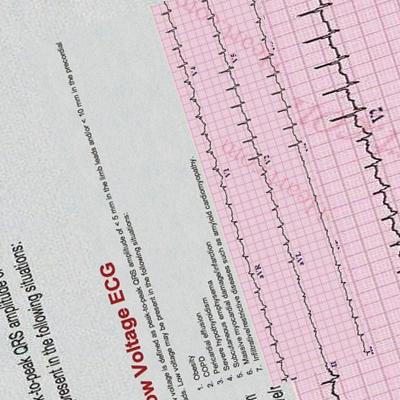 ow Voltage ECG
voltage is defined as peak-to-peak QRS amplitude of < 5 mm in the limb leads and/or < 10 mm in the precordial
ds. Low voltage may be present in the following situations:
1. Obesity
2. COPD
3. Pericardial effusion
4. Severe hypothyroidism
5. Subcutaneous emphysema
6. Massive myocardial damage/infarction
7. Infiltrative/restrictive diseases such as amyloid cardiomyopathy.
k-to-peak QRS amplitude of
present in the following situations:
aVR
aVL
V1
V2
V4
V5
II